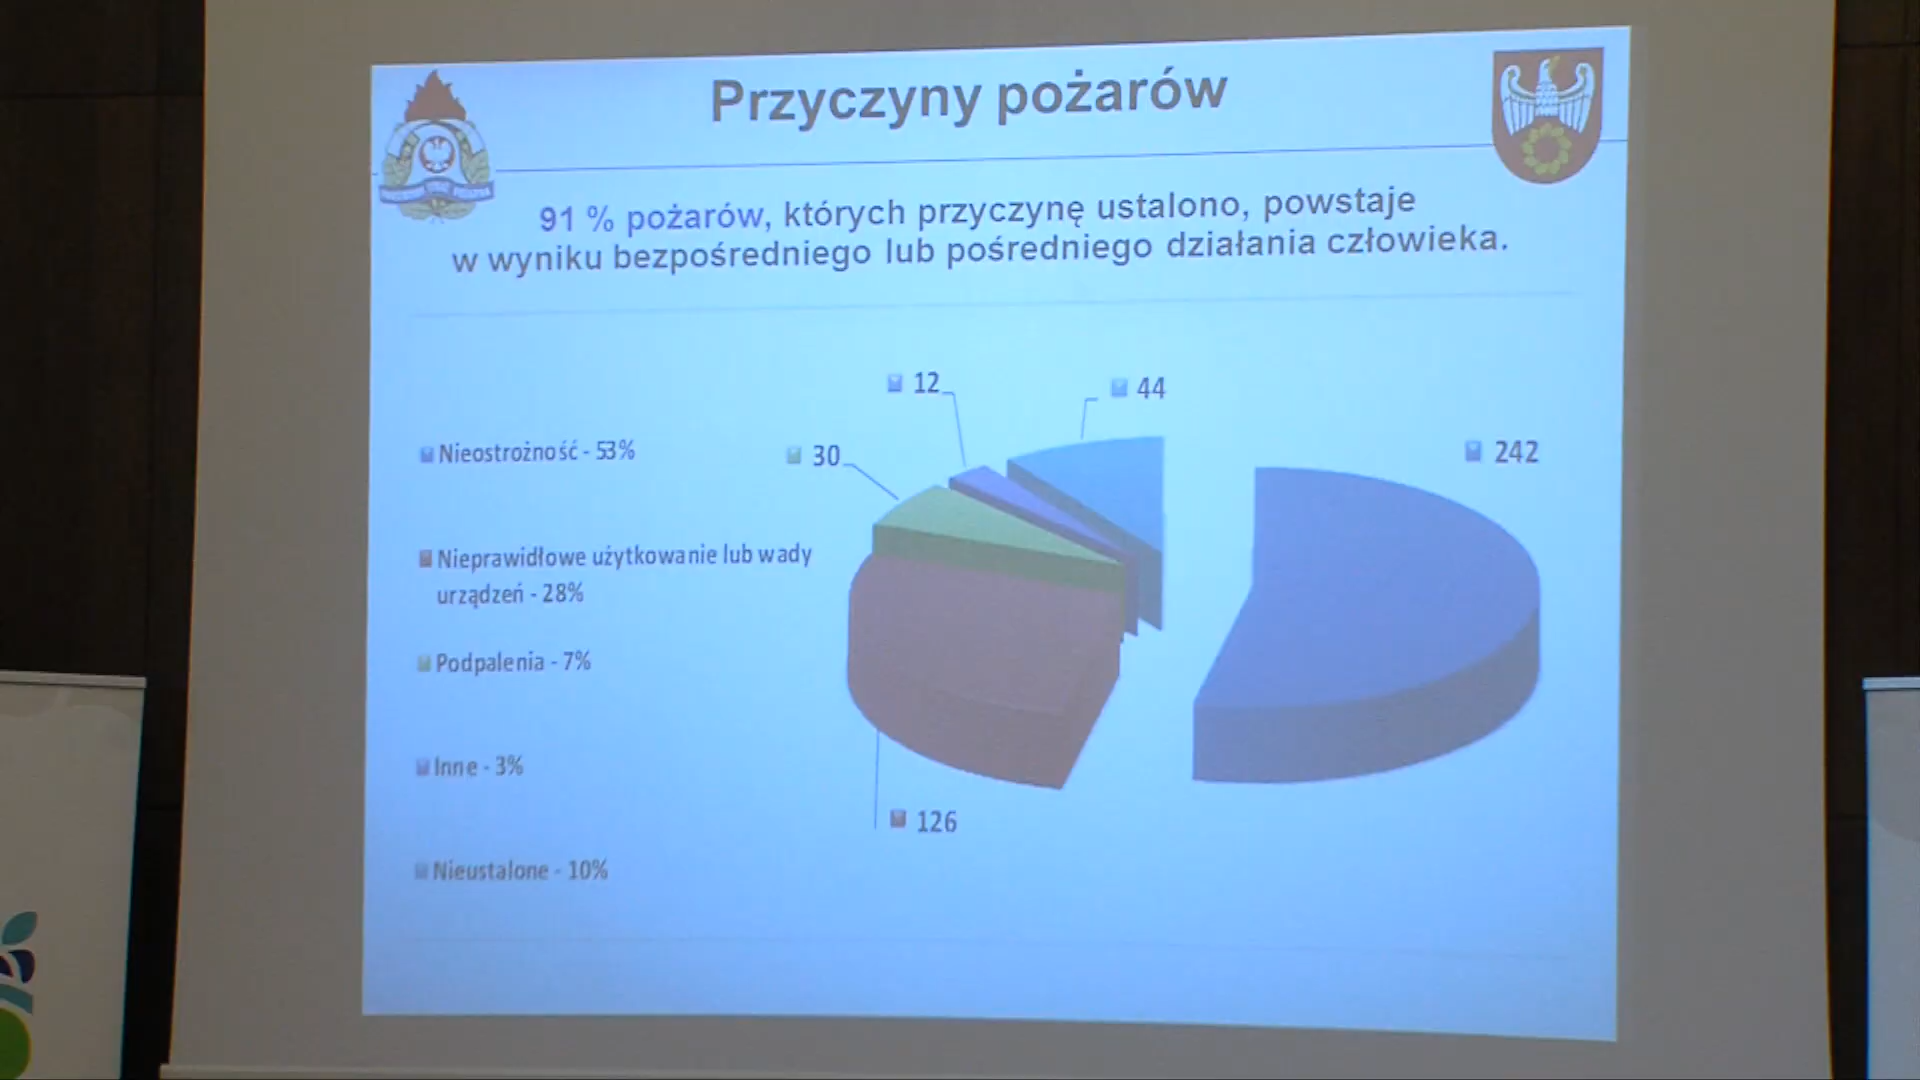 Przyczyny pożarów
91 % pożarów, których przyczynę ustalono, powstaje
w wyniku bezpośredniego lub pośredniego działania człowieka.
12
44
30
242
Nieostrożność - 53%
Nieprawidłowe użytkowanie lub wady
urządzeń - 28%
Podpalenia - 7%
Inne - 3%
Nieustalone - 10%
126